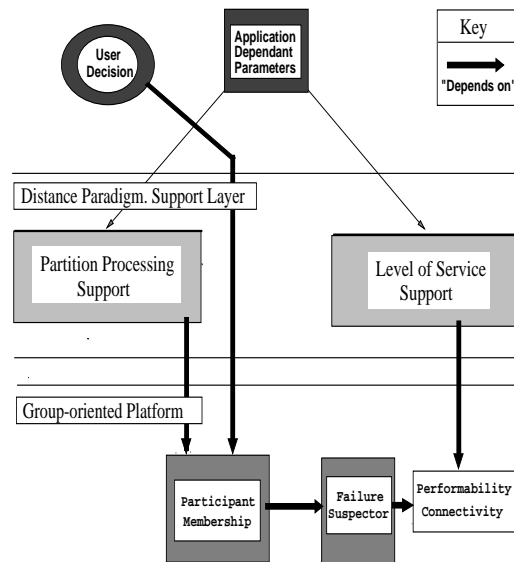 User
Decision
Application
Dependant
Parameters
Key
"Depends on"
Distance Paradigm. Support Layer
Partition Processing
Support
Level of Service
Support
Group-oriented Platform
Participant
Membership
Failure
Suspector
Performability
Connectivity